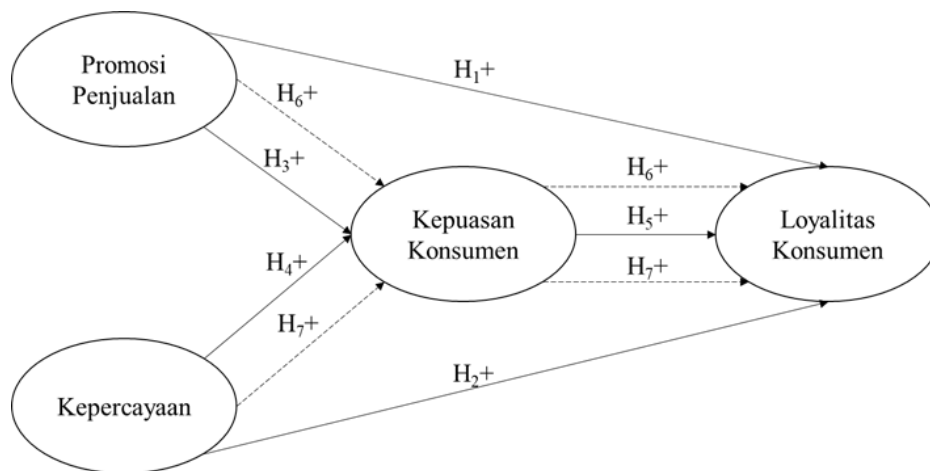 Promosi
Penjualan
H₁+
H₆+
H₃+
H₆+
Kepuasan
Konsumen
H₅+
Loyalitas
Konsumen
H₄+
H₇+
H₇+
Kepercayaan
H₂+